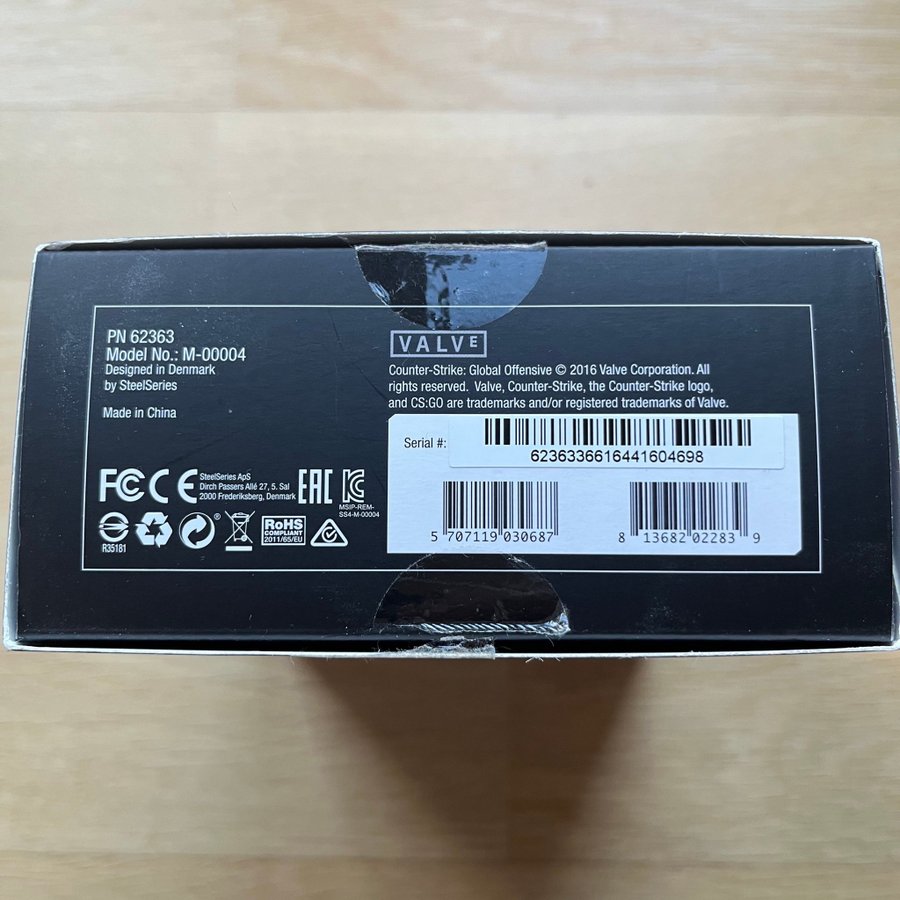 PN 62363
Model No.: M-00004
Designed in Denmark
by SteelSeries
Made in China
FC CE
SteelSeries ApS
Dirch Passers Allé 27, 5. Sal
2000 Frederiksberg, Denmark
EAC
MSIP-REM-
SS4-M-00004
R35181
®
RoHS
COMPLIANT
2011/65/EU
VALVE
Counter-Strike: Global Offensive © 2016 Valve Corporation. All
rights reserved. Valve, Counter-Strike, the Counter-Strike logo,
and CS:GO are trademarks and/or registered trademarks of Valve.
Serial #:
6236336616441604698
5 707119 030687
8 13682 02283 9